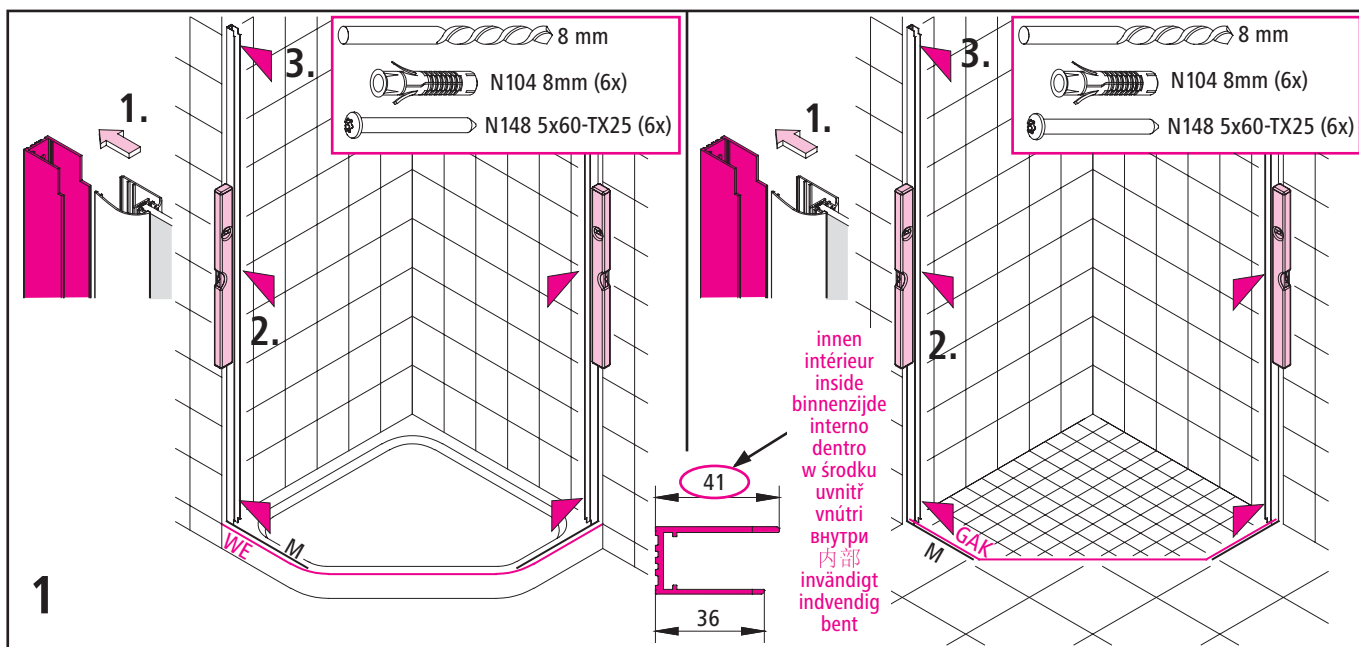 3.
8 mm
N104 8mm (6x)
N148 5x60-TX25 (6x)
1.
2.
WE
M
1
3.
8 mm
N104 8mm (6x)
N148 5x60-TX25 (6x)
1.
2.
innen
intérieur
inside
binnenzijde
interno
dentro
w środku
uvnitř
vnútri
внутри
内部
invändigt
indvendig
bent
41
36
GAK
M